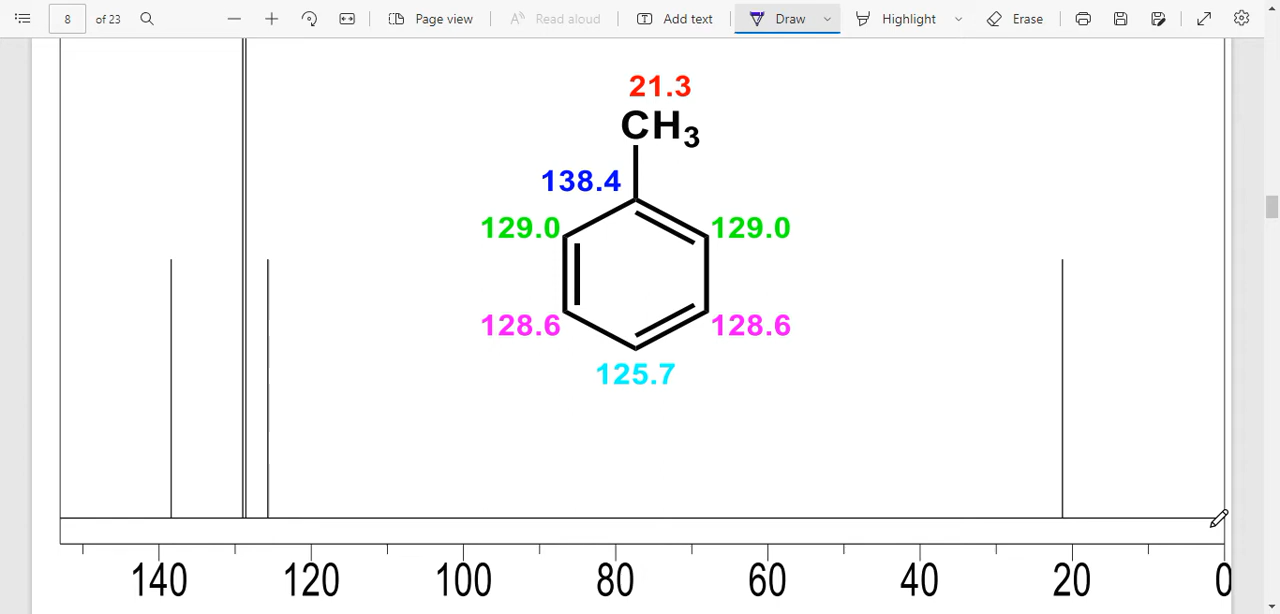 8 of 23 Page view Read aloud Add text Draw Highlight Erase
21.3
CH3
138.4
129.0 129.0
128.6 128.6
125.7
140 120 100 80 60 40 20 0